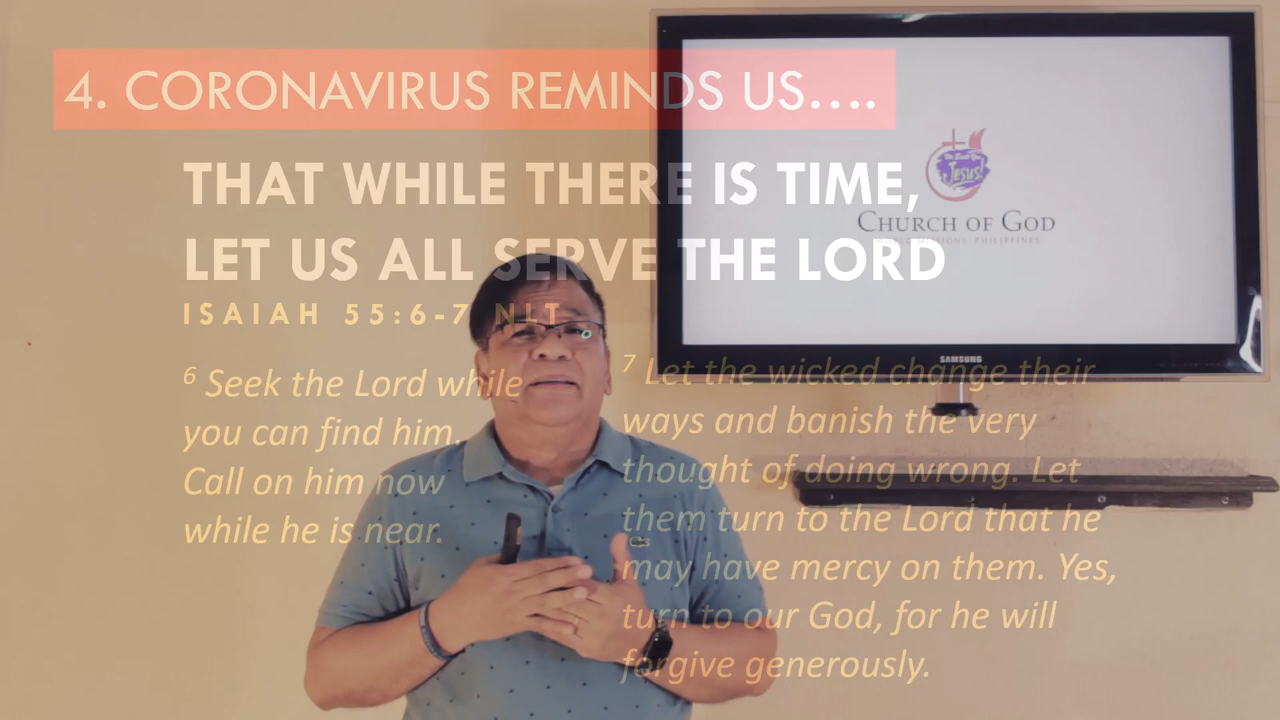 4. CORONAVIRUS REMINDS US....
THAT WHILE THERE IS TIME,
LET US ALL SERVE THE LORD
ISAIAH 55:6-7 NLT
6 Seek the Lord while
you can find him.
Call on him now
while he is near.
7 Let the wicked change their
ways and banish the very
thought of doing wrong. Let
them turn to the Lord that he
may have mercy on them. Yes,
turn to our God, for he will
forgive generously.
Jesus!
CHURCH OF GOD
WORLD MISSIONS PHILIPPINES
SAMSUNG